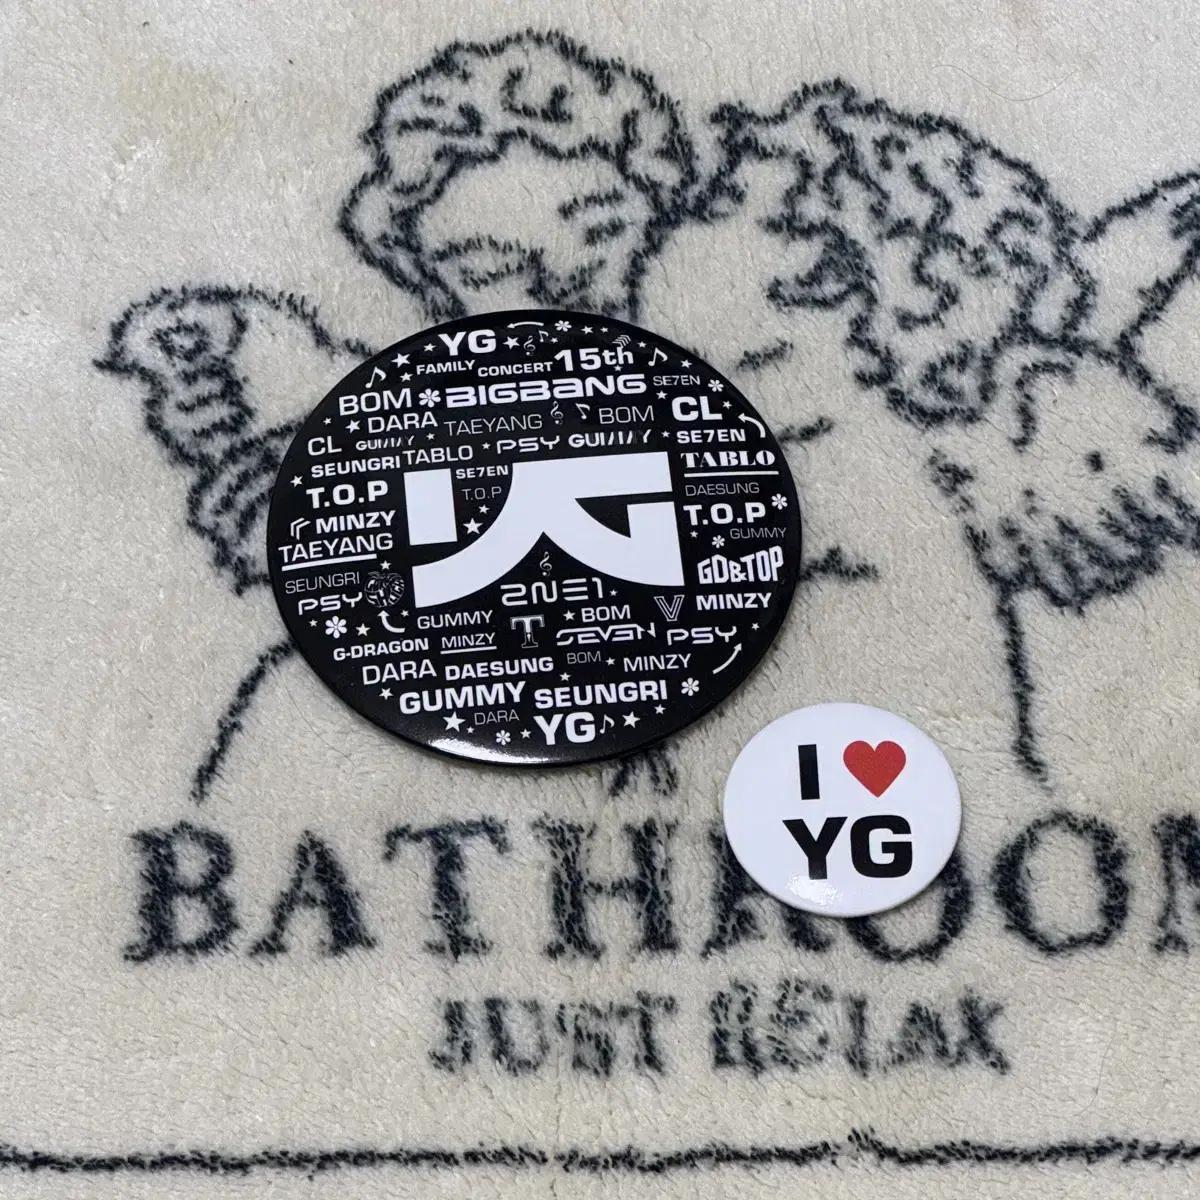 YG
FAMILY CONCERT 15th
BOM BIGBANG SE7EN
DARA TAEYANG BOM CL
CL GUMMY TABLO PSY GUMMY SE7EN
SEUNGRI SE7EN TABLO
T.O.P T.O.P DAESUNG
MINZY T.O.P
TAEYANG YG GUMMY
SEUNGRI GD&TOP
PSY 2NE1
GUMMY T BOM V MINZY
G-DRAGON MINZY SEVEN PSY
DARA DAESUNG BOM MINZY
GUMMY SEUNGRI
DARA YG
I ♥
YG
BATHROOM
JUST RELAX